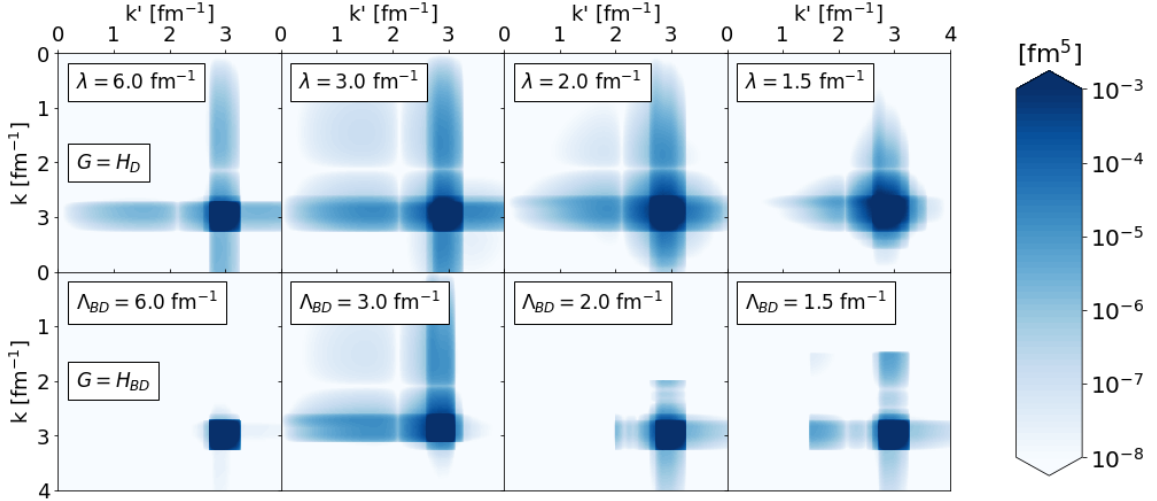 k' [fm⁻¹] k' [fm⁻¹] k' [fm⁻¹] k' [fm⁻¹]
0 1 2 3 0 1 2 3 0 1 2 3 0 1 2 3 4
[fm⁵]
0
λ = 6.0 fm⁻¹ λ = 3.0 fm⁻¹ λ = 2.0 fm⁻¹ λ = 1.5 fm⁻¹
10⁻³
1
k [fm⁻¹]
G = H_D
2
10⁻⁴
3
0
10⁻⁵
Λ_BD = 6.0 fm⁻¹ Λ_BD = 3.0 fm⁻¹ Λ_BD = 2.0 fm⁻¹ Λ_BD = 1.5 fm⁻¹
10⁻⁶
1
k [fm⁻¹]
G = H_BD
2
10⁻⁷
3
10⁻⁸
4